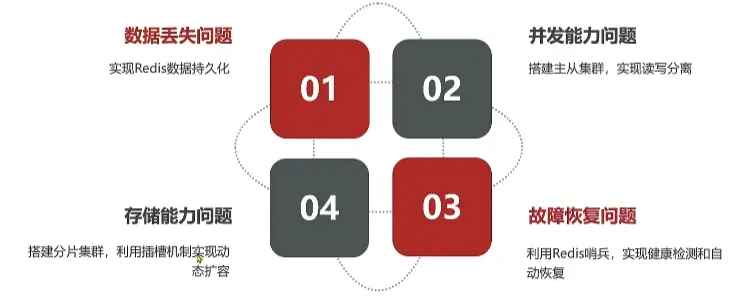 数据丢失问题
实现Redis数据持久化
01
02
并发能力问题
搭建主从集群，实现读写分离
存储能力问题
搭建分片集群，利用插槽机制实现动
态扩容
04
03
故障恢复问题
利用Redis哨兵，实现健康检测和自
动恢复